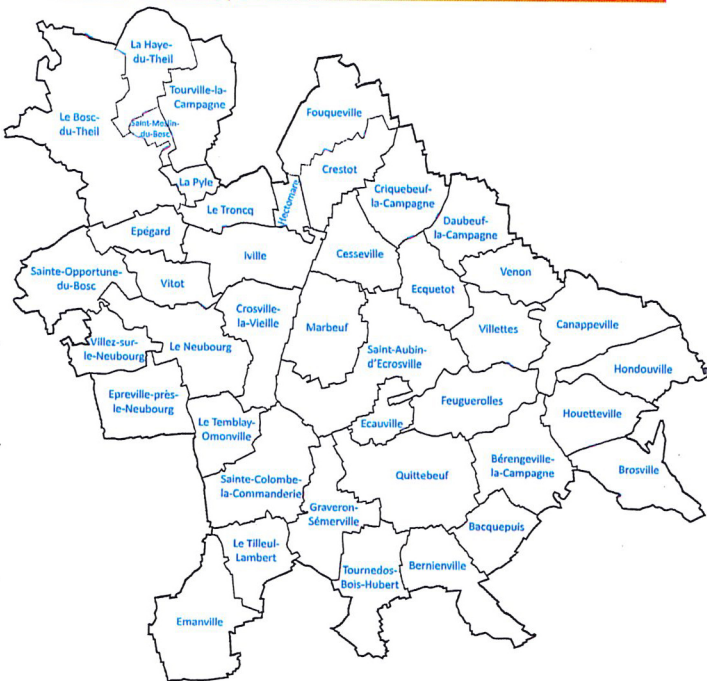 La Haye-
du-Theil
Tourville-la-
Campagne
Le Bosc-
du-Theil
Saint-Meslin-
du-Bosc
La Pyle
Fouqueville
Crestot
Hectomare
Criquebeuf-
la-Campagne
Le Troncq
Daubeuf-
la-Campagne
Epégard
Iville
Cesseville
Sainte-Opportune-
du-Bosc
Vitot
Ecquetot
Venon
Crosville-
la-Vieille
Marbeuf
Villettes
Canappeville
Villez-sur-
le-Neubourg
Le Neubourg
Saint-Aubin-
d'Ecrosville
Hondouville
Epreville-près-
le-Neubourg
Feuguerolles
Houetteville
Le Temblay-
Omonville
Ecauville
Sainte-Colombe-
la-Commanderie
Quittebeuf
Bérengeville-
la-Campagne
Brosville
Graveron-
Sémerville
Bacquepuis
Le Tilleul-
Lambert
Tournedos-
Bois-Hubert
Bernienville
Emanville